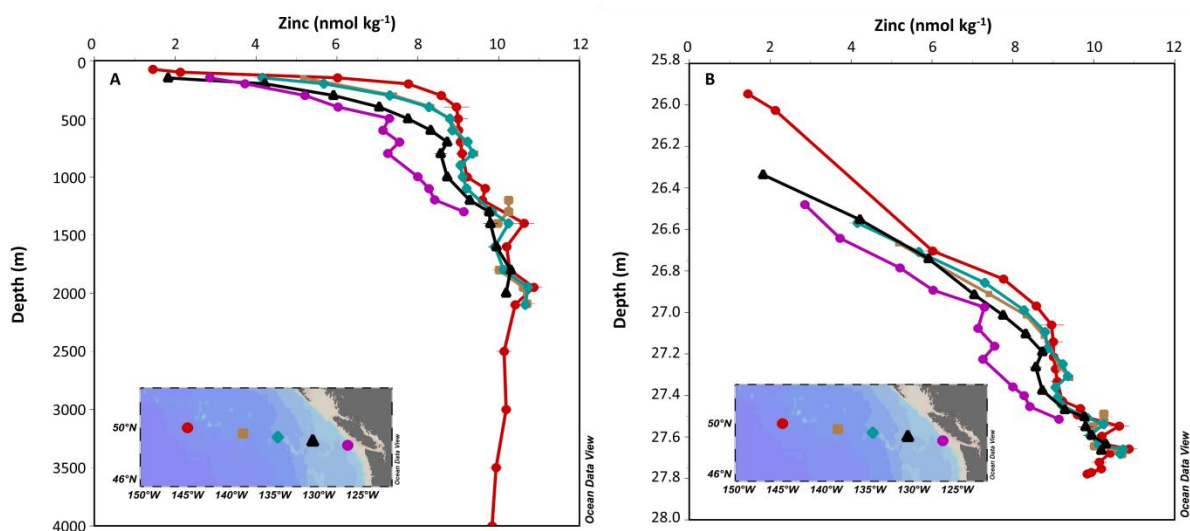 Zinc (nmol kg-1)
0 2 4 6 8 10 12
A
Depth (m)
0
500
1000
1500
2000
2500
3000
3500
4000
50°N
46°N
150°W 145°W 140°W 135°W 130°W 125°W
Ocean Data View
Ocean Data View
Zinc (nmol kg-1)
0 2 4 6 8 10 12
B
Depth (m)
25.8
26.0
26.2
26.4
26.6
26.8
27.0
27.2
27.4
27.6
27.8
28.0
50°N
46°N
150°W 145°W 140°W 135°W 130°W 125°W
Ocean Data View
Ocean Data View